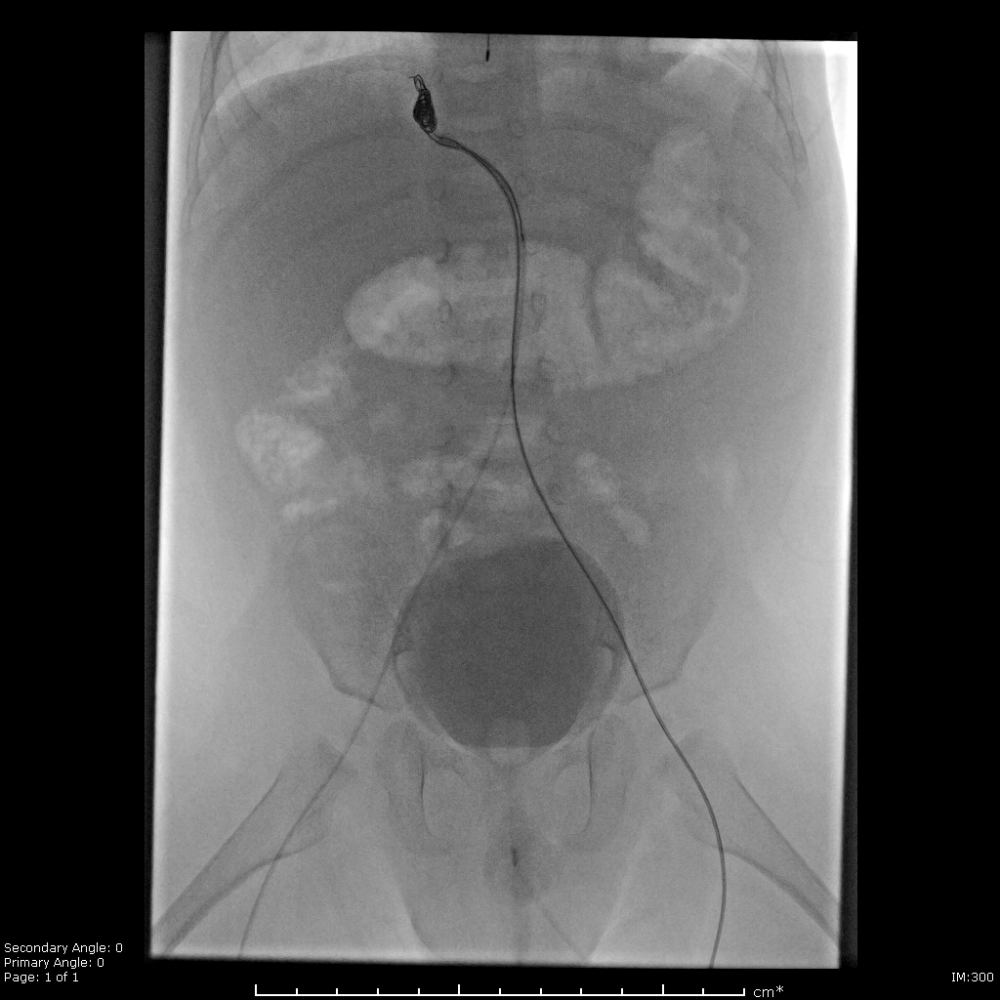 Secondary Angle: 0
Primary Angle: 0
Page: 1 of 1
cm*
IM:300